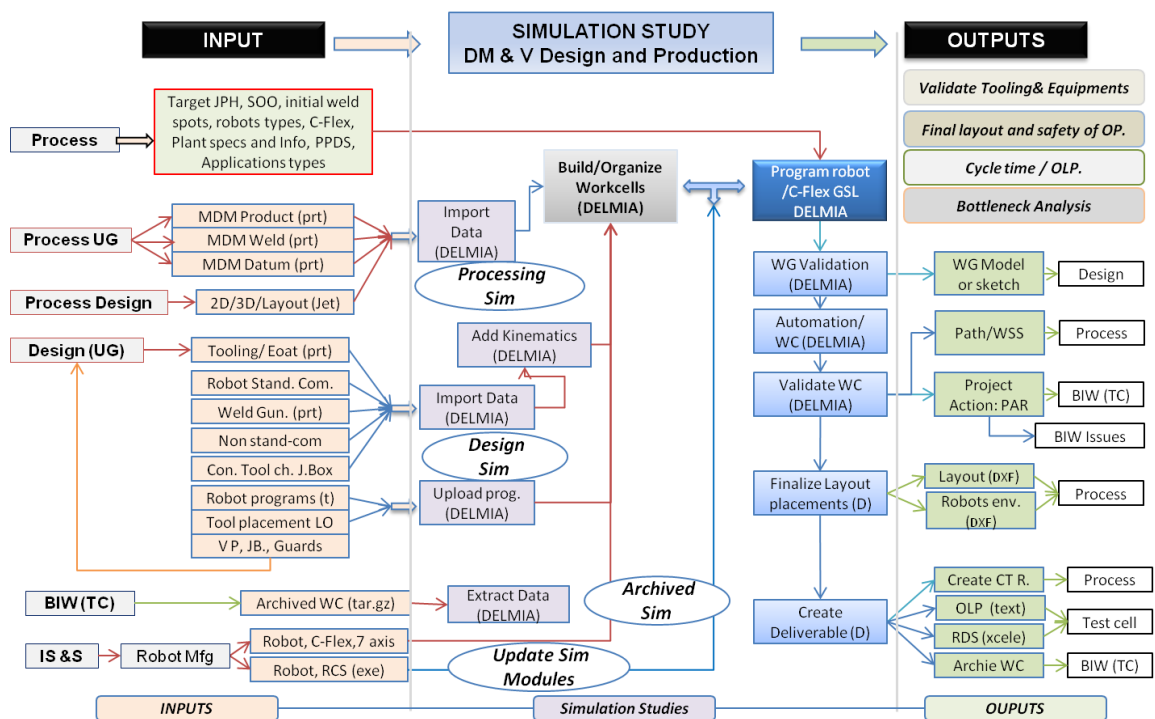 INPUT
SIMULATION STUDY
DM & V Design and Production
OUTPUTS
Process
Target JPH, SOO, initial weld
spots, robots types, C-Flex,
Plant specs and Info, PPDS,
Applications types
Validate Tooling& Equipments
Final layout and safety of OP.
Cycle time / OLP.
Bottleneck Analysis
Build/Organize
Workcells
(DELMIA)
Program robot
/C-Flex GSL
DELMIA
Process UG
MDM Product (prt)
MDM Weld (prt)
MDM Datum (prt)
Import
Data
(DELMIA)
Processing
Sim
Process Design
2D/3D/Layout (Jet)
WG Validation
(DELMIA)
WG Model
or sketch
Design
Design (UG)
Tooling/ Eoat (prt)
Robot Stand. Com.
Weld Gun. (prt)
Non stand-com
Con. Tool ch. J.Box
Robot programs (t)
Tool placement LO
V P, JB., Guards
Add Kinematics
(DELMIA)
Import Data
(DELMIA)
Design
Sim
Upload prog.
(DELMIA)
Automation/
WC (DELMIA)
Validate WC
(DELMIA)
Path/WSS
Process
Project
Action: PAR
BIW (TC)
BIW Issues
Finalize Layout
placements (D)
Layout (DXF)
Robots env.
(DXF)
Process
BIW (TC)
Archived WC (tar.gz)
Extract Data
(DELMIA)
Archived
Sim
Create
Deliverable (D)
Create CT R.
Process
OLP (text)
RDS (xcele)
Test cell
Archie WC
BIW (TC)
IS &S
Robot Mfg
Robot, C-Flex,7 axis
Robot, RCS (exe)
Update Sim
Modules
INPUTS
Simulation Studies
OUPUTS